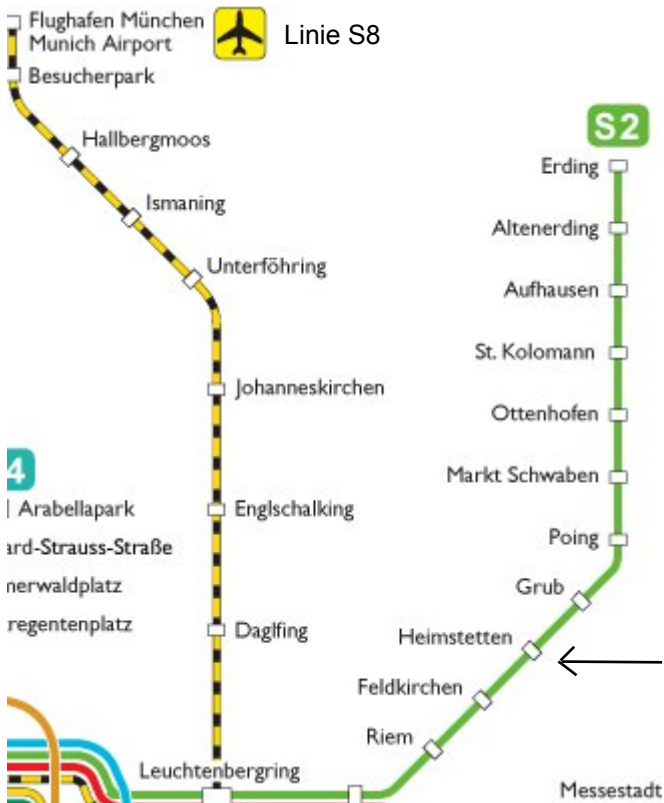 Flughafen München
Munich Airport
Linie S8
Besucherpark
S2
Hallbergmoos
Erding
Ismaning
Altenerding
Unterföhring
Aufhausen
St. Kolomann
Johanneskirchen
Ottenhofen
4
Markt Schwaben
Arabellapark
Englschalking
ard-Strauss-Straße
Poing
nerwaldplatz
Grub
regentenplatz
Daglfing
Heimstetten
Feldkirchen
Riem
Leuchtenbergring
Messestadt